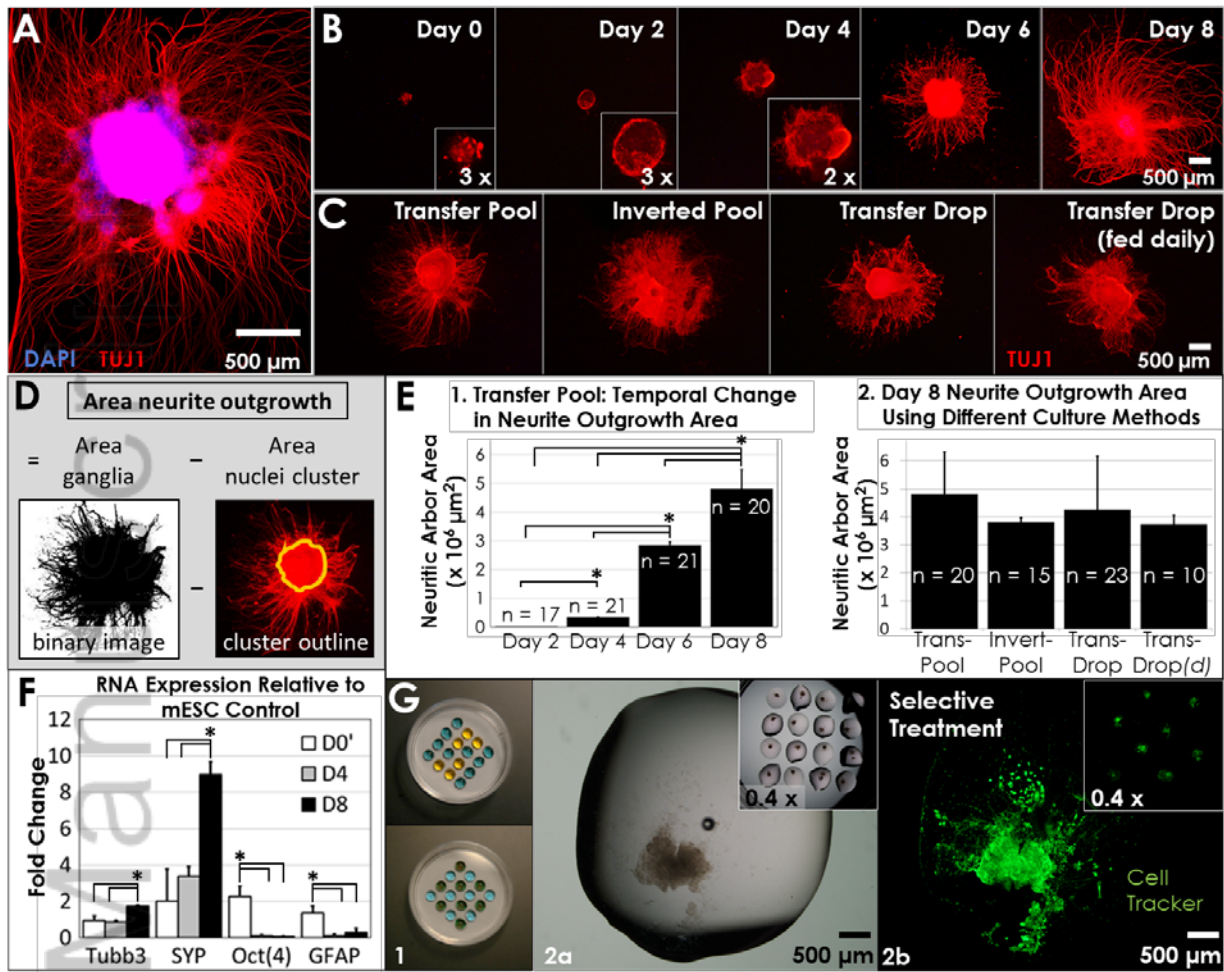 A
DAPI TUJ1
500 µm
B
Day 0
3 x
Day 2
3 x
Day 4
2 x
Day 6
Day 8
500 µm
C
Transfer Pool
Inverted Pool
Transfer Drop
Transfer Drop
(fed daily)
TUJ1
500 µm
D
Area neurite outgrowth
=
Area
ganglia
–
Area
nuclei cluster
binary image
–
cluster outline
E
1. Transfer Pool: Temporal Change
in Neurite Outgrowth Area
Neuritic Arbor Area
(x 10⁶ µm²)
6
5
4
3
2
1
0
n = 17
n = 21
*
n = 21
*
n = 20
*
Day 2 Day 4 Day 6 Day 8
2. Day 8 Neurite Outgrowth Area
Using Different Culture Methods
Neuritic Arbor Area
(x 10⁶ µm²)
6
5
4
3
2
1
0
n = 20 n = 15 n = 23 n = 10
Trans- Invert- Trans- Trans-
Pool Pool Drop Drop(d)
F
RNA Expression Relative to
mESC Control
Fold Change
12
10
8
6
4
2
0
D0'
D4
D8
* * * *
Tubb3 SYP Oct(4) GFAP
G
1
0.4 x
2a
500 µm
Selective
Treatment
0.4 x
Cell
Tracker
2b
500 µm
Manuscript